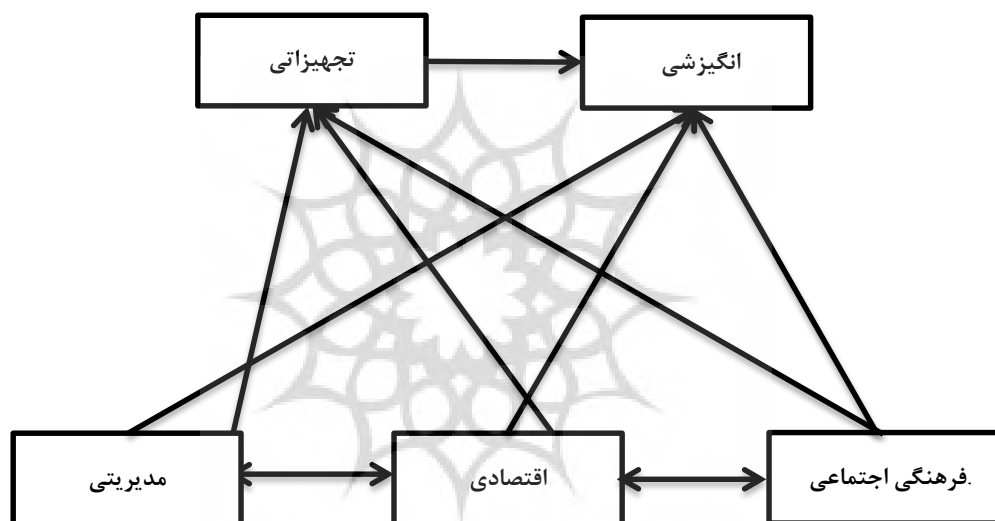 انگیزشی
تجهیزاتی
.فرهنگی اجتماعی
اقتصادی
مدیریتی